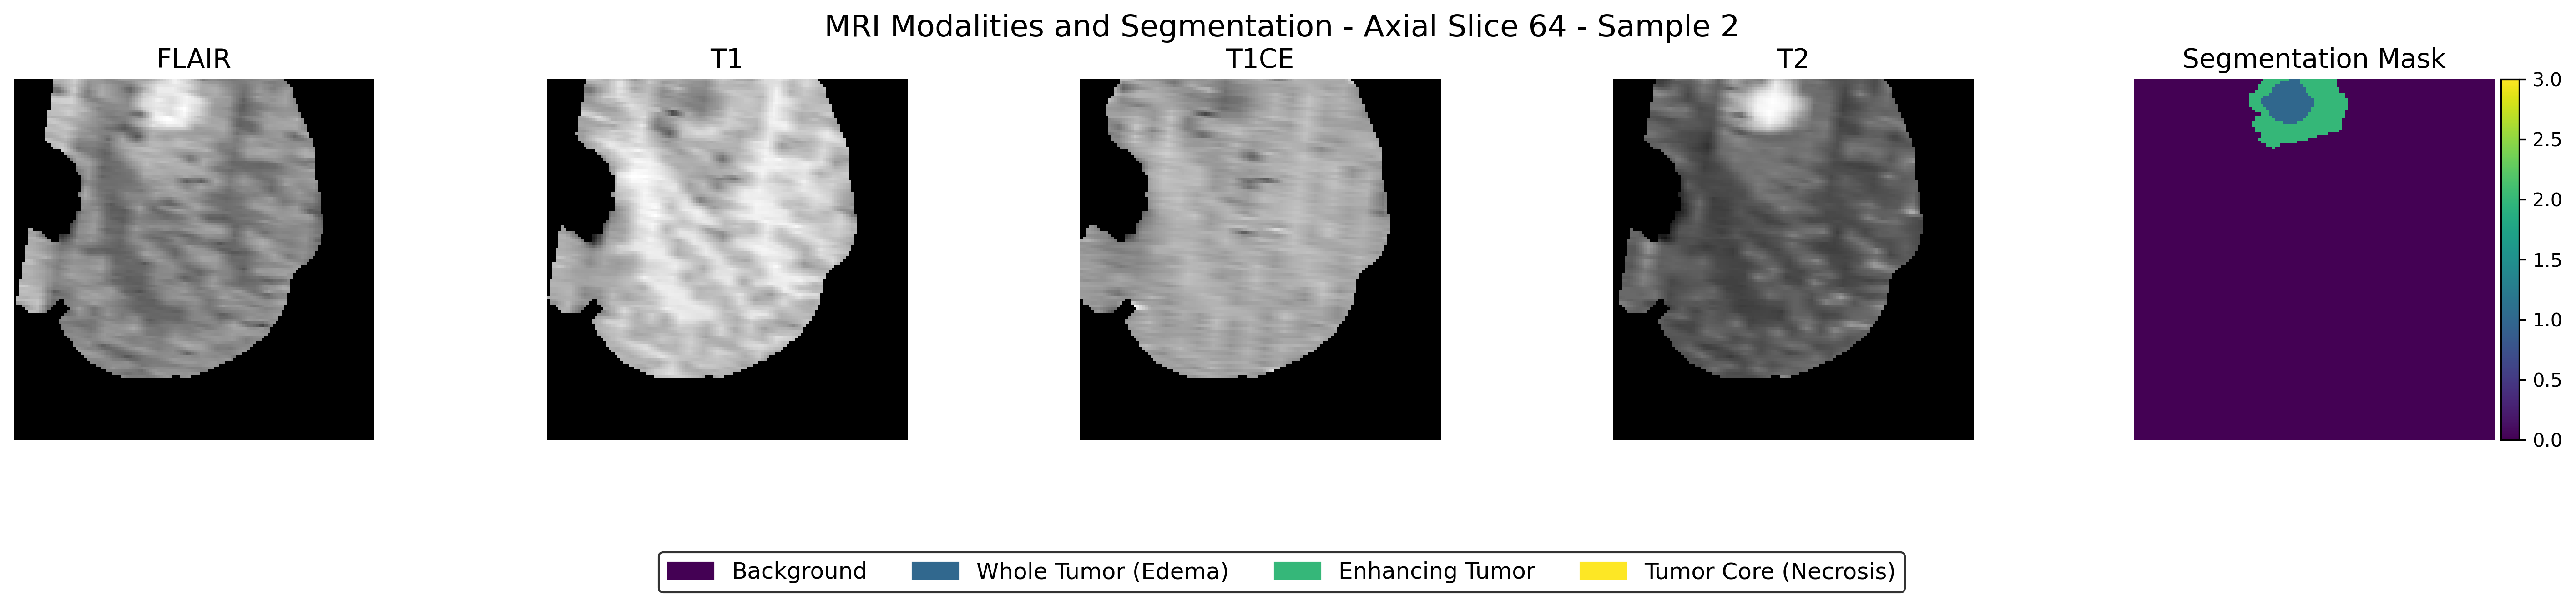 MRI Modalities and Segmentation - Axial Slice 64 - Sample 2
FLAIR
T1
T1CE
T2
Segmentation Mask
3.0
2.5
2.0
1.5
1.0
0.5
0.0
Background
Whole Tumor (Edema)
Enhancing Tumor
Tumor Core (Necrosis)